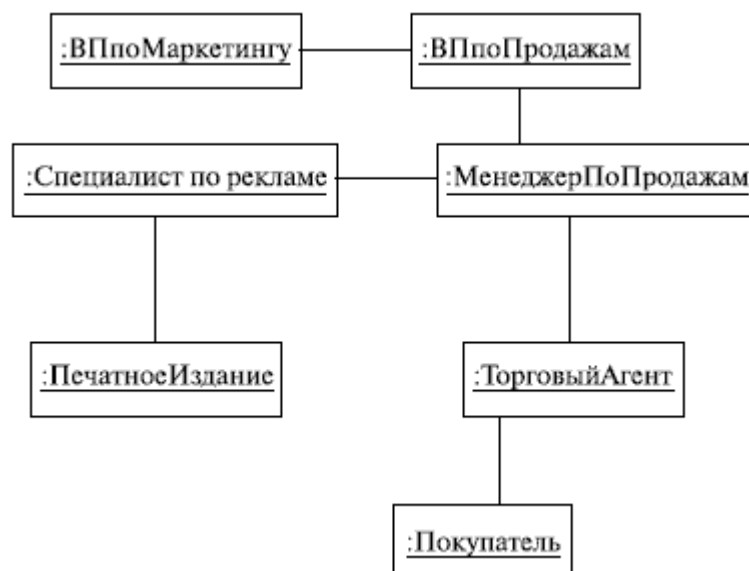 :ВПпоМаркетингу
:ВПпоПродажам
:Специалист по рекламе
:МенеджерПоПродажам
:ПечатноеИздание
:ТорговыйАгент
:Покупатель